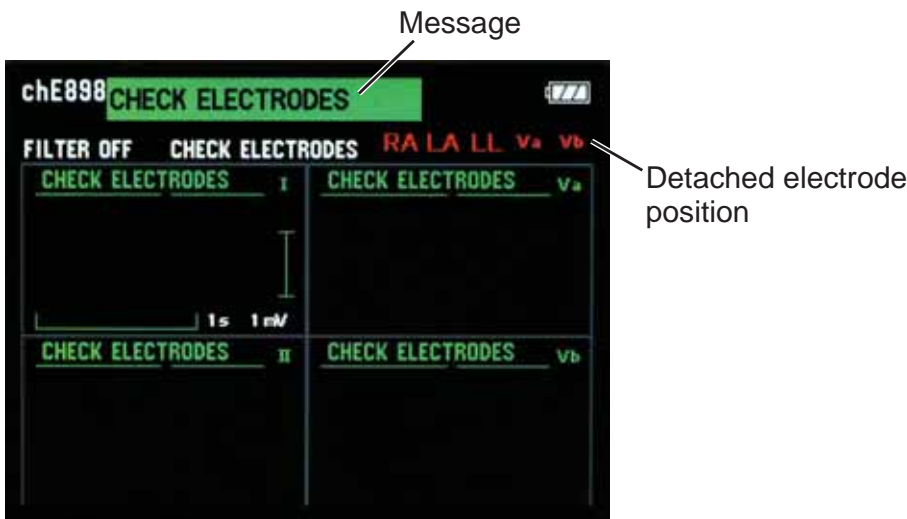 Message
chE898 CHECK ELECTRODES
FILTER OFF CHECK ELECTRODES RA LA LL Va Vb
Detached electrode
position
CHECK ELECTRODES I
CHECK ELECTRODES Va
1s 1mV
CHECK ELECTRODES II
CHECK ELECTRODES Vb